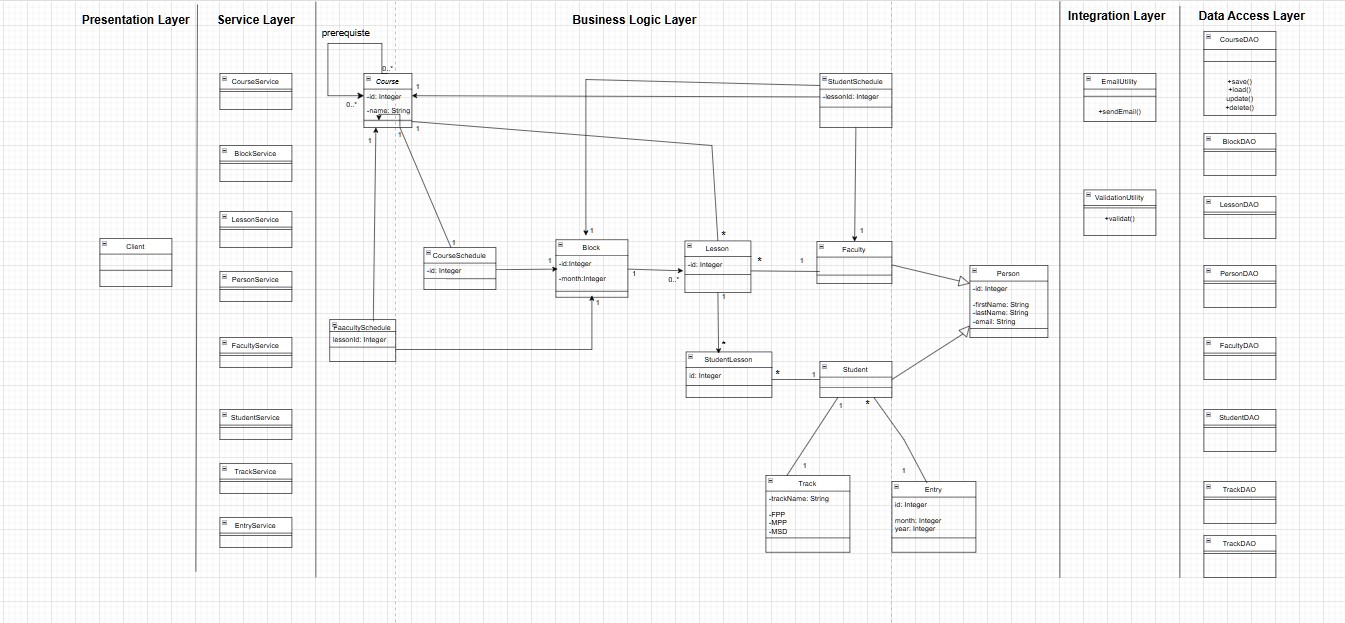 Presentation Layer
Service Layer
Business Logic Layer
Integration Layer
Data Access Layer
Client
CourseService
BlockService
LessonService
PersonService
FacultyService
StudentService
TrackService
EntryService
prerequiste
0..*
0..*
Course
-id: Integer
-name: String
1
1
1
1
StudentSchedule
-lessonId: Integer
CourseSchedule
-id: Integer
1
1
Block
-id:Integer
-month:Integer
1
1
1
0..*
Lesson
-id: Integer
*
*
1
1
Faculty
1
Person
-id: Integer
-firstName: String
-lastName: String
-email: String
FaacultySchedule
lessonId: Integer
StudentLesson
id: Integer
*
*
1
Student
1
*
1
1
Track
-trackName: String
-FPP
-MPP
-MSD
Entry
id: Integer
month: Integer
year: Integer
EmailUtility
+sendEmail()
ValidationUtility
+validat()
CourseDAO
+save()
+load()
update()
+delete()
BlockDAO
LessonDAO
PersonDAO
FacultyDAO
StudentDAO
TrackDAO
TrackDAO